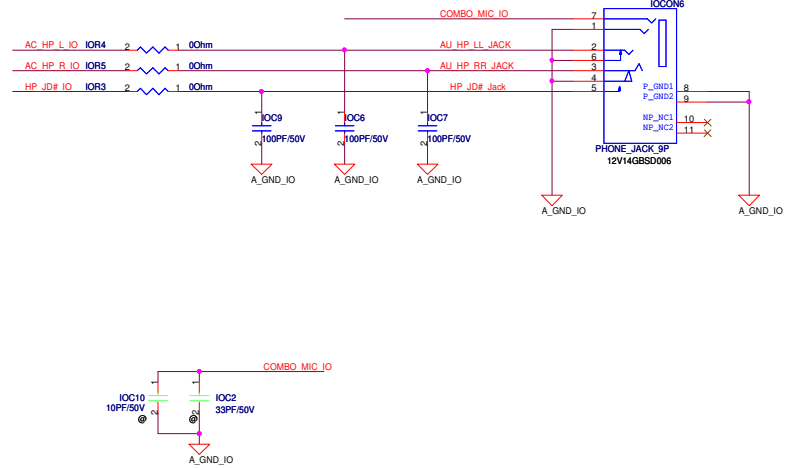 IOCON6
COMBO_MIC_IO 7
1
AC_HP_L_IO IOR4 2 1 0Ohm AU_HP_LL_JACK 2
6
AC_HP_R_IO IOR5 2 1 0Ohm AU_HP_RR_JACK 3
4
HP_JD#_IO IOR3 2 1 0Ohm HP_JD#_Jack 5
P_GND1 8
P_GND2 9
NP_NC1 10
NP_NC2 11
PHONE_JACK_9P
12V14GBSD006
1 IOC9 2 100PF/50V
1 IOC6 2 100PF/50V
1 IOC7 2 100PF/50V
A_GND_IO A_GND_IO A_GND_IO
A_GND_IO A_GND_IO
COMBO_MIC_IO
1 1
IOC10 IOC2
10PF/50V 33PF/50V
2 2
@ @
A_GND_IO